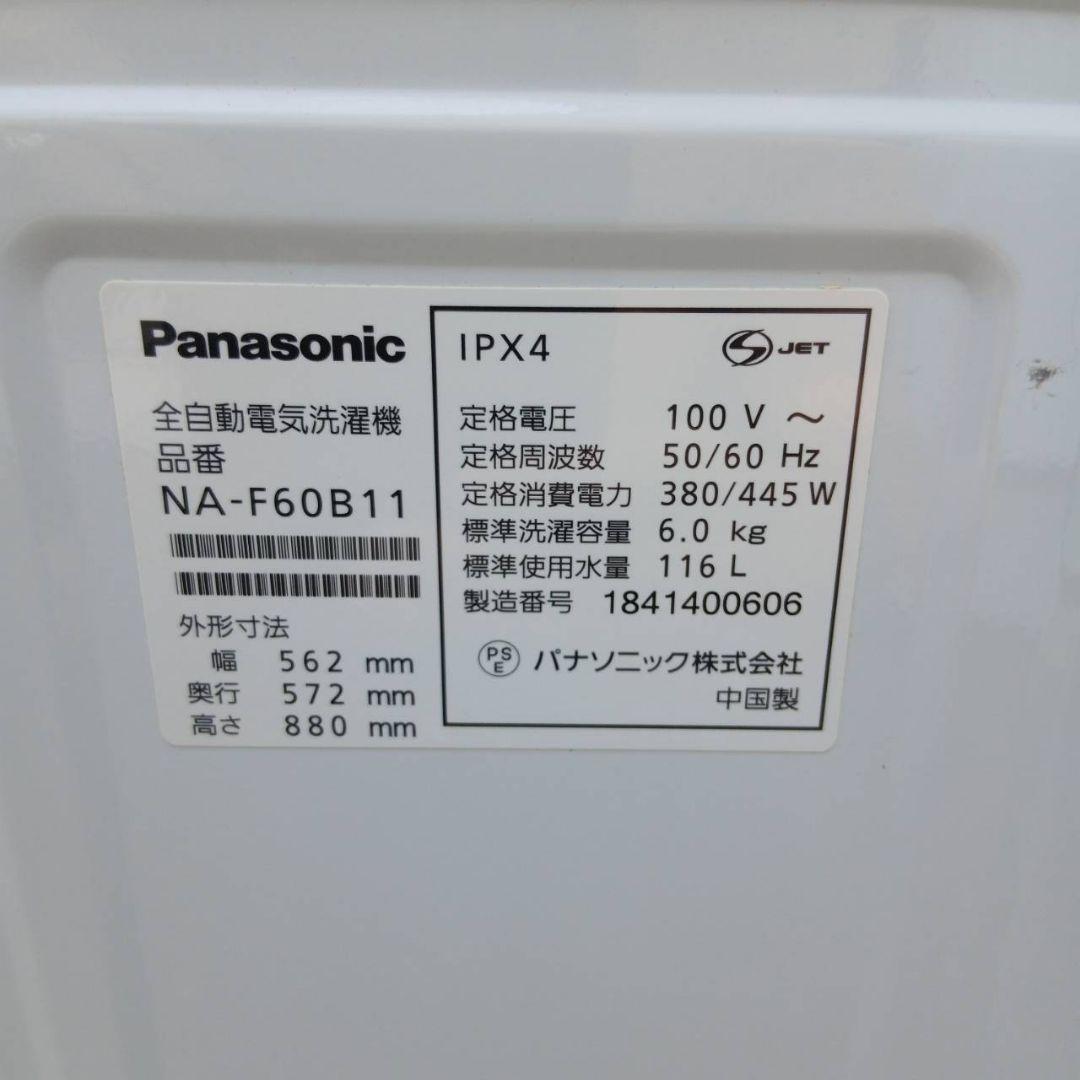 Panasonic
全自動電気洗濯機
品番
NA-F60B11
外形寸法
幅 562 mm
奥行 572 mm
高さ 880 mm
IPX4
S JET
定格電圧 100 V ～
定格周波数 50/60 Hz
定格消費電力 380/445 W
標準洗濯容量 6.0 kg
標準使用水量 116 L
製造番号 1841400606
PS
E
パナソニック株式会社
中国製